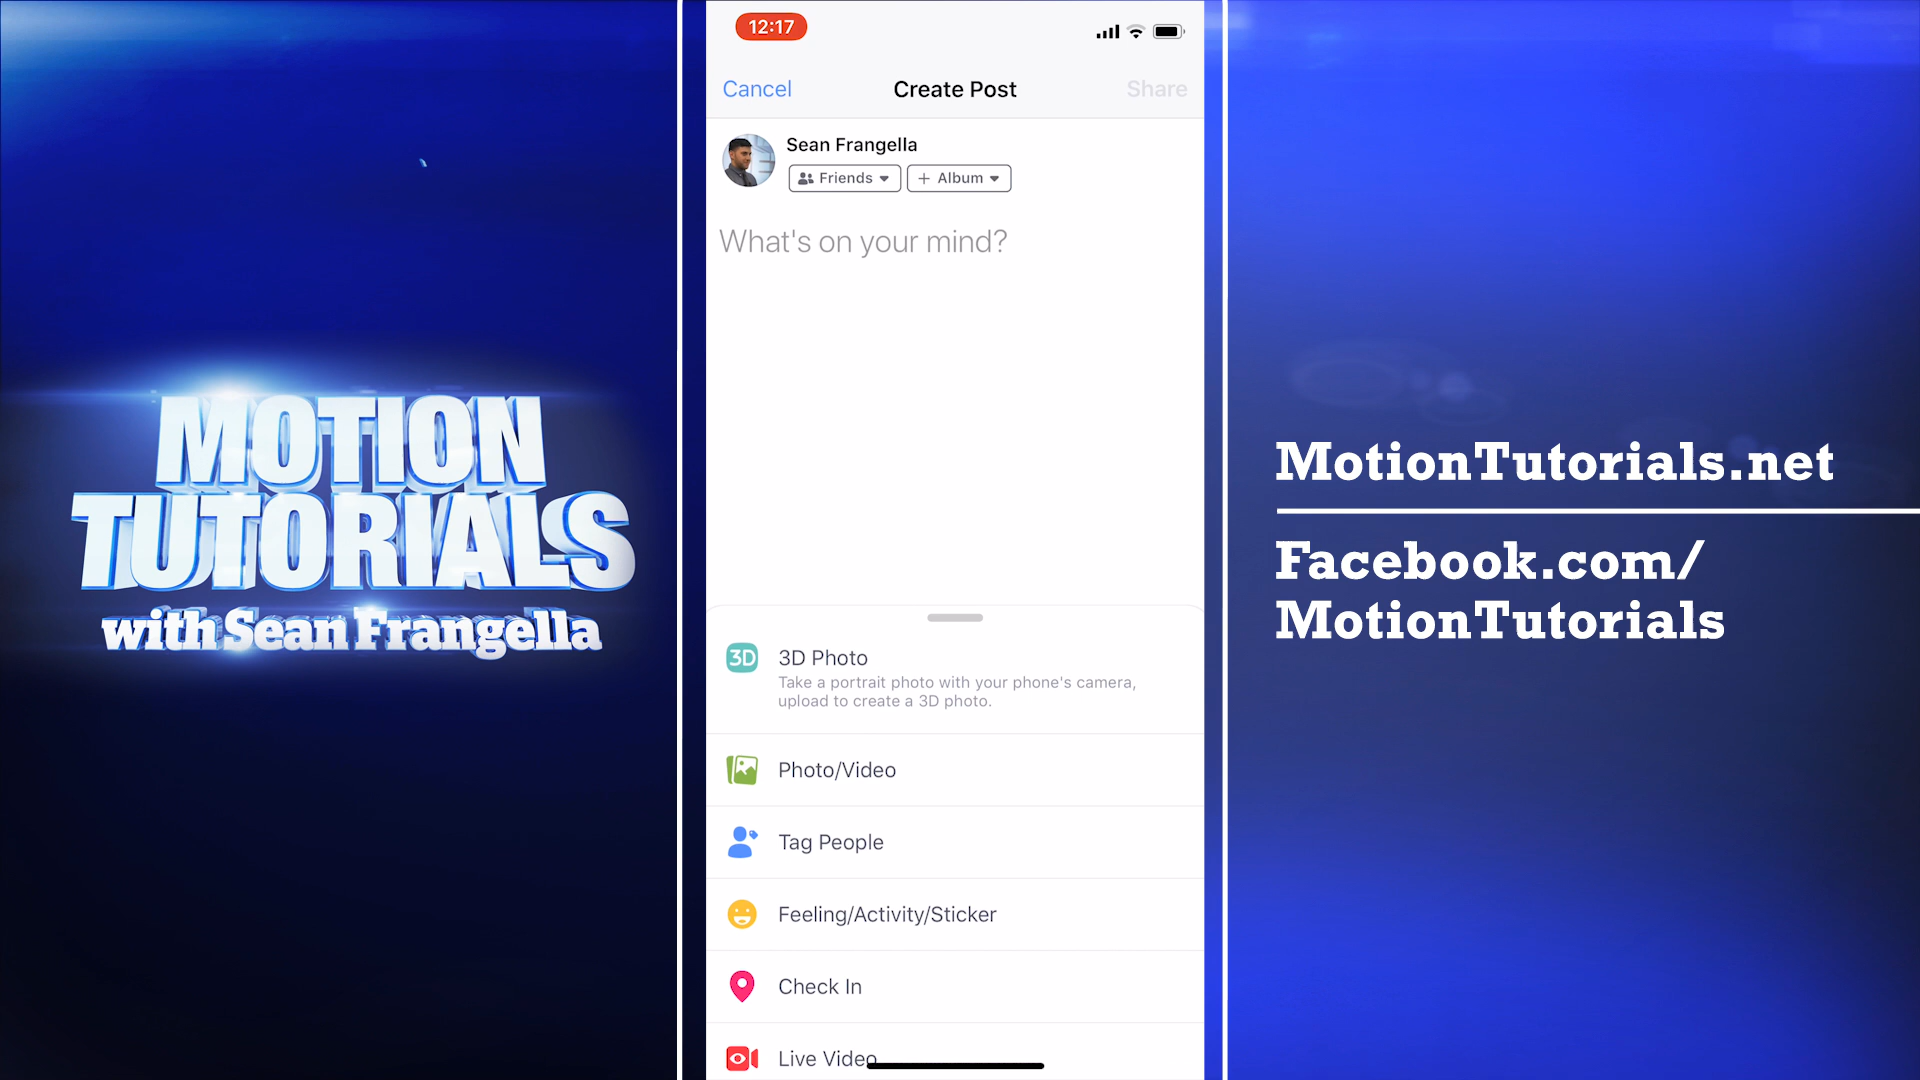 MOTION
TUTORIALS
with Sean Frangella
12:17
Cancel
Create Post
Share
Sean Frangella
Friends
+ Album
What's on your mind?
3D
3D Photo
Take a portrait photo with your phone's camera,
upload to create a 3D photo.
Photo/Video
Tag People
Feeling/Activity/Sticker
Check In
Live Video
MotionTutorials.net
Facebook.com/
MotionTutorials